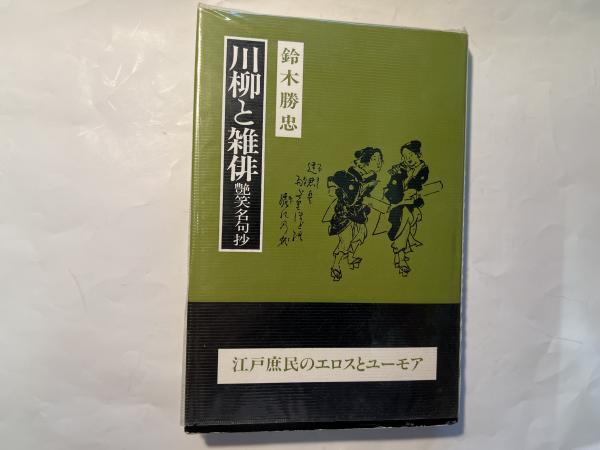 鈴木勝忠
川柳と雑俳
艶笑名句抄
江戸庶民のエロスとユーモア